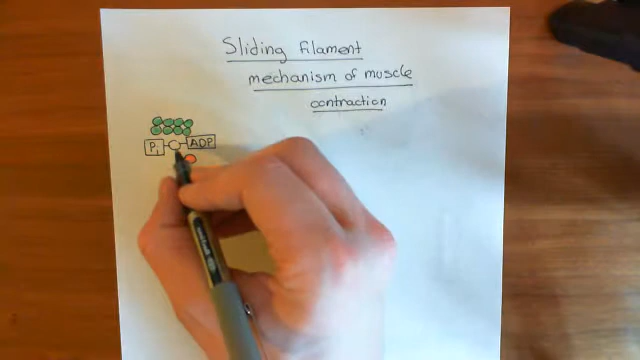 Sliding filament
mechanism of muscle
contraction
Pi ADP